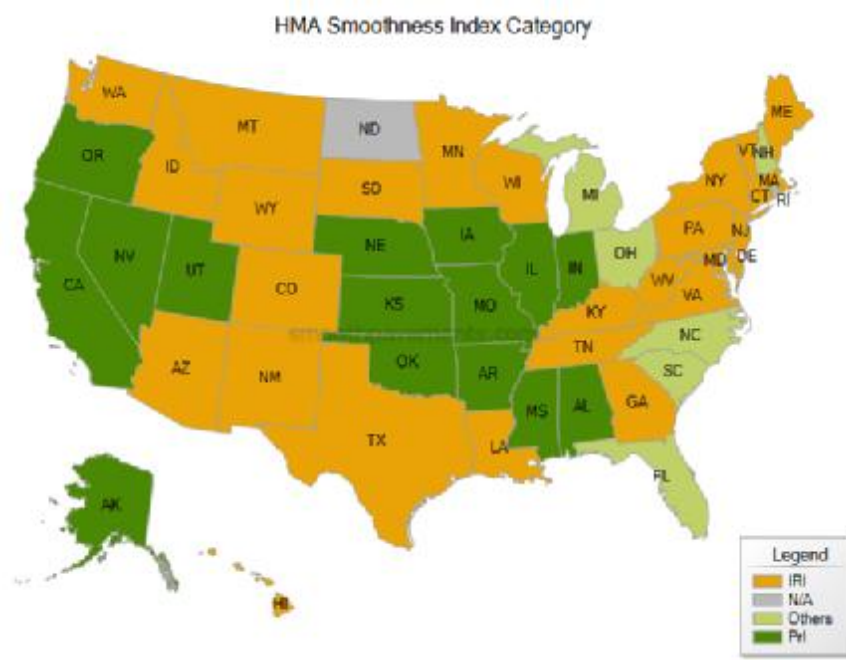 HMA Smoothness Index Category
WA
MT
ND
MN
ME
OR
ID
SD
WI
MI
NY
VT
NH
MA
CT
RI
WY
NE
IA
PA
NJ
NV
UT
IL
IN
OH
MD
DE
CA
CO
KS
MO
WV
VA
KY
AZ
NM
OK
AR
TN
NC
SC
TX
LA
MS
AL
GA
FL
AK
HI
Legend
IRI
N/A
Others
PrI